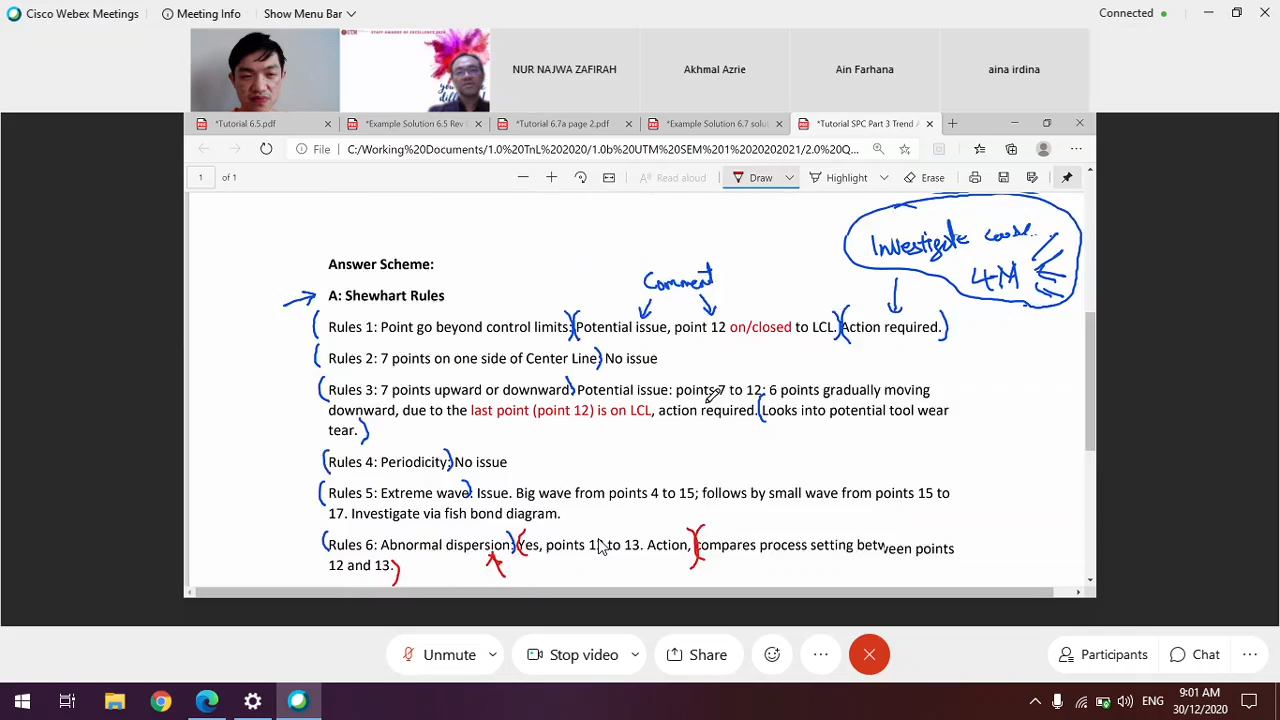 Cisco Webex Meetings
Meeting Info
Show Menu Bar
Connected
UTM STAFF AWARDS OF EXCELLENCE
NUR NAJWA ZAFIRAH
Akhmal Azrie
Ain Farhana
aina irdina
*Tutorial 6.5.pdf
*Example Solution 6.5 Rev
*Tutorial 6.7a page 2.pdf
*Example Solution 6.7 solut
*Tutorial SPC Part 3 Trend A
File
C:/Working%20Documents/1.0%20TnL%202020/1.0b%20UTM%20SEM%201%2020202021/2.0%20Q...
1 of 1
Read aloud
Draw
Highlight
Erase
Investigate
4M
Answer Scheme:
Comment
A: Shewhart Rules
Rules 1: Point go beyond control limits: Potential issue, point 12 on/closed to LCL. Action required.
Rules 2: 7 points on one side of Center Line: No issue
Rules 3: 7 points upward or downward: Potential issue: points 7 to 12: 6 points gradually moving
downward, due to the last point (point 12) is on LCL, action required. Looks into potential tool wear
tear.
Rules 4: Periodicity: No issue
Rules 5: Extreme wave: Issue. Big wave from points 4 to 15; follows by small wave from points 15 to
17. Investigate via fish bond diagram.
Rules 6: Abnormal dispersion: Yes, points to 13. Action, compares process setting between points
12 and 13.
Unmute
Stop video
Share
Participants
Chat
ENG
9:01 AM
30/12/2020